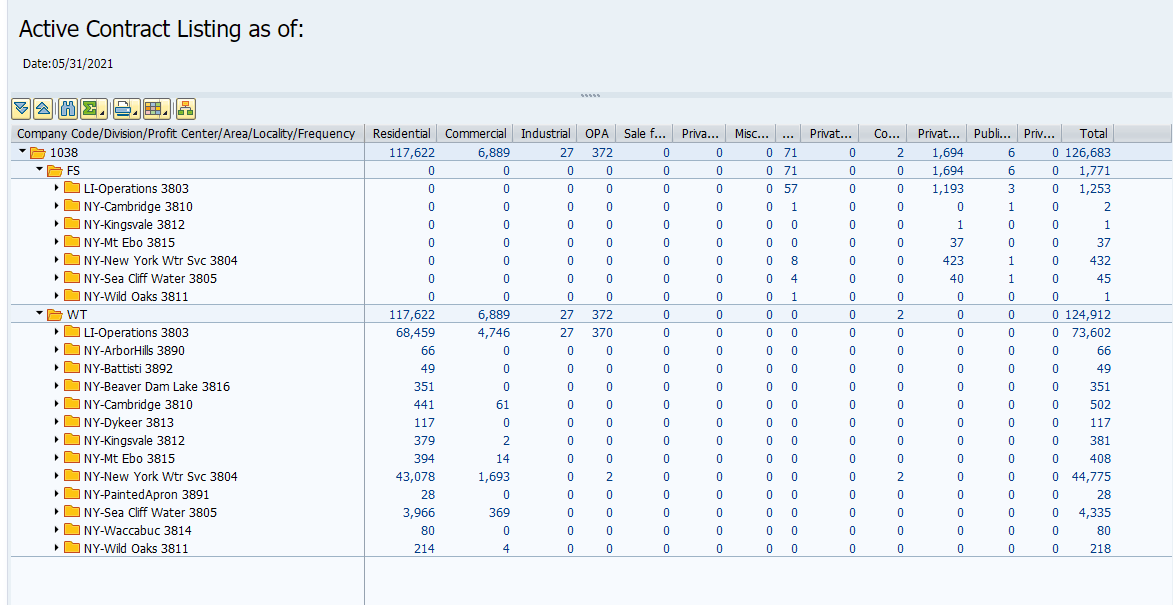 Active Contract Listing as of:
Date:05/31/2021
Company Code/Division/Profit Center/Area/Locality/Frequency Residential Commercial Industrial OPA Sale f... Priva... Misc... ... Privat... Co... Privat... Publi... Priv... Total
1038 117,622 6,889 27 372 0 0 0 71 0 2 1,694 6 0 126,683
FS 0 0 0 0 0 0 0 71 0 0 1,694 6 0 1,771
LI-Operations 3803 0 0 0 0 0 0 0 57 0 0 1,193 3 0 1,253
NY-Cambridge 3810 0 0 0 0 0 0 0 1 0 0 0 1 0 2
NY-Kingsvale 3812 0 0 0 0 0 0 0 0 0 0 1 0 0 1
NY-Mt Ebo 3815 0 0 0 0 0 0 0 0 0 0 37 0 0 37
NY-New York Wtr Svc 3804 0 0 0 0 0 0 0 8 0 0 423 1 0 432
NY-Sea Cliff Water 3805 0 0 0 0 0 0 0 4 0 0 40 1 0 45
NY-Wild Oaks 3811 0 0 0 0 0 0 0 1 0 0 0 0 0 1
WT 117,622 6,889 27 372 0 0 0 0 0 2 0 0 0 124,912
LI-Operations 3803 68,459 4,746 27 370 0 0 0 0 0 0 0 0 0 73,602
NY-ArborHills 3890 66 0 0 0 0 0 0 0 0 0 0 0 0 66
NY-Battisti 3892 49 0 0 0 0 0 0 0 0 0 0 0 0 49
NY-Beaver Dam Lake 3816 351 0 0 0 0 0 0 0 0 0 0 0 0 351
NY-Cambridge 3810 441 61 0 0 0 0 0 0 0 0 0 0 0 502
NY-Dykeer 3813 117 0 0 0 0 0 0 0 0 0 0 0 0 117
NY-Kingsvale 3812 379 2 0 0 0 0 0 0 0 0 0 0 0 381
NY-Mt Ebo 3815 394 14 0 0 0 0 0 0 0 0 0 0 0 408
NY-New York Wtr Svc 3804 43,078 1,693 0 2 0 0 0 0 0 2 0 0 0 44,775
NY-PaintedApron 3891 28 0 0 0 0 0 0 0 0 0 0 0 0 28
NY-Sea Cliff Water 3805 3,966 369 0 0 0 0 0 0 0 0 0 0 0 4,335
NY-Waccabuc 3814 80 0 0 0 0 0 0 0 0 0 0 0 0 80
NY-Wild Oaks 3811 214 4 0 0 0 0 0 0 0 0 0 0 0 218